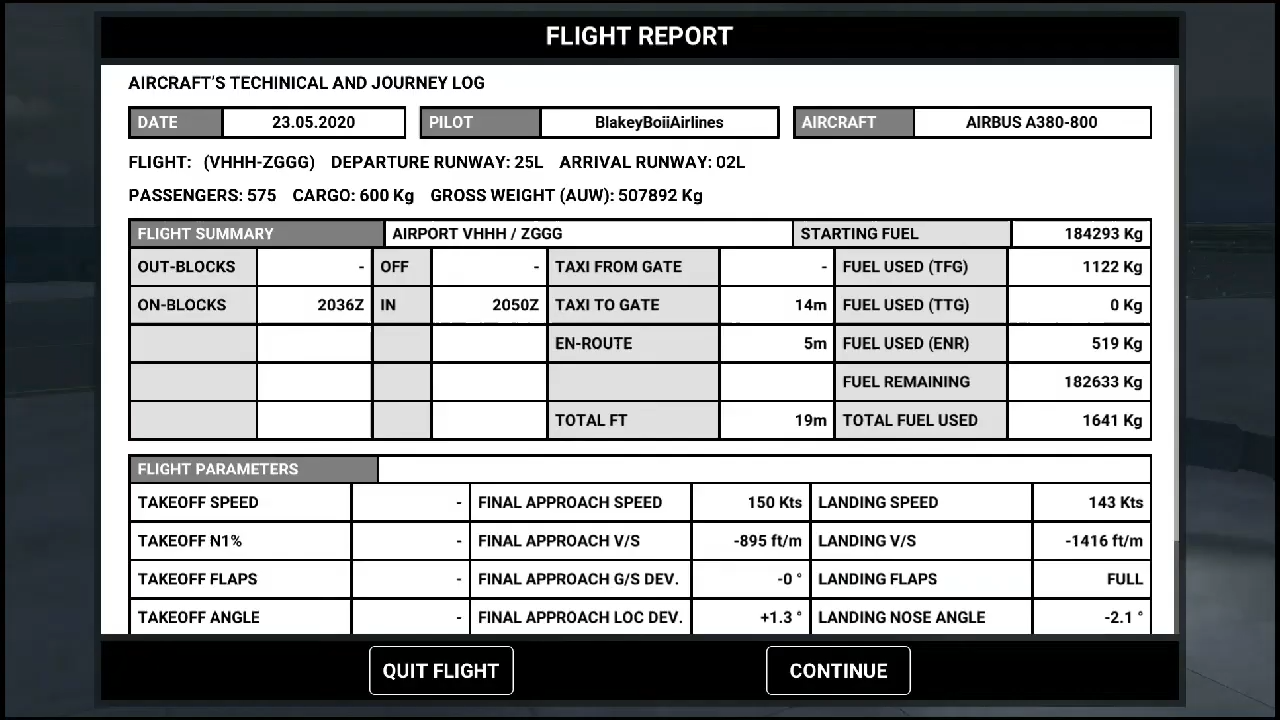 FLIGHT REPORT
AIRCRAFT'S TECHINICAL AND JOURNEY LOG
DATE 23.05.2020 PILOT BlakeyBoiiAirlines AIRCRAFT AIRBUS A380-800
FLIGHT: (VHHH-ZGGG) DEPARTURE RUNWAY: 25L ARRIVAL RUNWAY: 02L
PASSENGERS: 575 CARGO: 600 Kg GROSS WEIGHT (AUW): 507892 Kg
FLIGHT SUMMARY AIRPORT VHHH / ZGGG STARTING FUEL 184293 Kg
OUT-BLOCKS - OFF - TAXI FROM GATE - FUEL USED (TFG) 1122 Kg
ON-BLOCKS 2036Z IN 2050Z TAXI TO GATE 14m FUEL USED (TTG) 0 Kg
EN-ROUTE 5m FUEL USED (ENR) 519 Kg
FUEL REMAINING 182633 Kg
TOTAL FT 19m TOTAL FUEL USED 1641 Kg
FLIGHT PARAMETERS
TAKEOFF SPEED - FINAL APPROACH SPEED 150 Kts LANDING SPEED 143 Kts
TAKEOFF N1% - FINAL APPROACH V/S -895 ft/m LANDING V/S -1416 ft/m
TAKEOFF FLAPS - FINAL APPROACH G/S DEV. -0 ° LANDING FLAPS FULL
TAKEOFF ANGLE - FINAL APPROACH LOC DEV. +1.3 ° LANDING NOSE ANGLE -2.1 °
QUIT FLIGHT CONTINUE